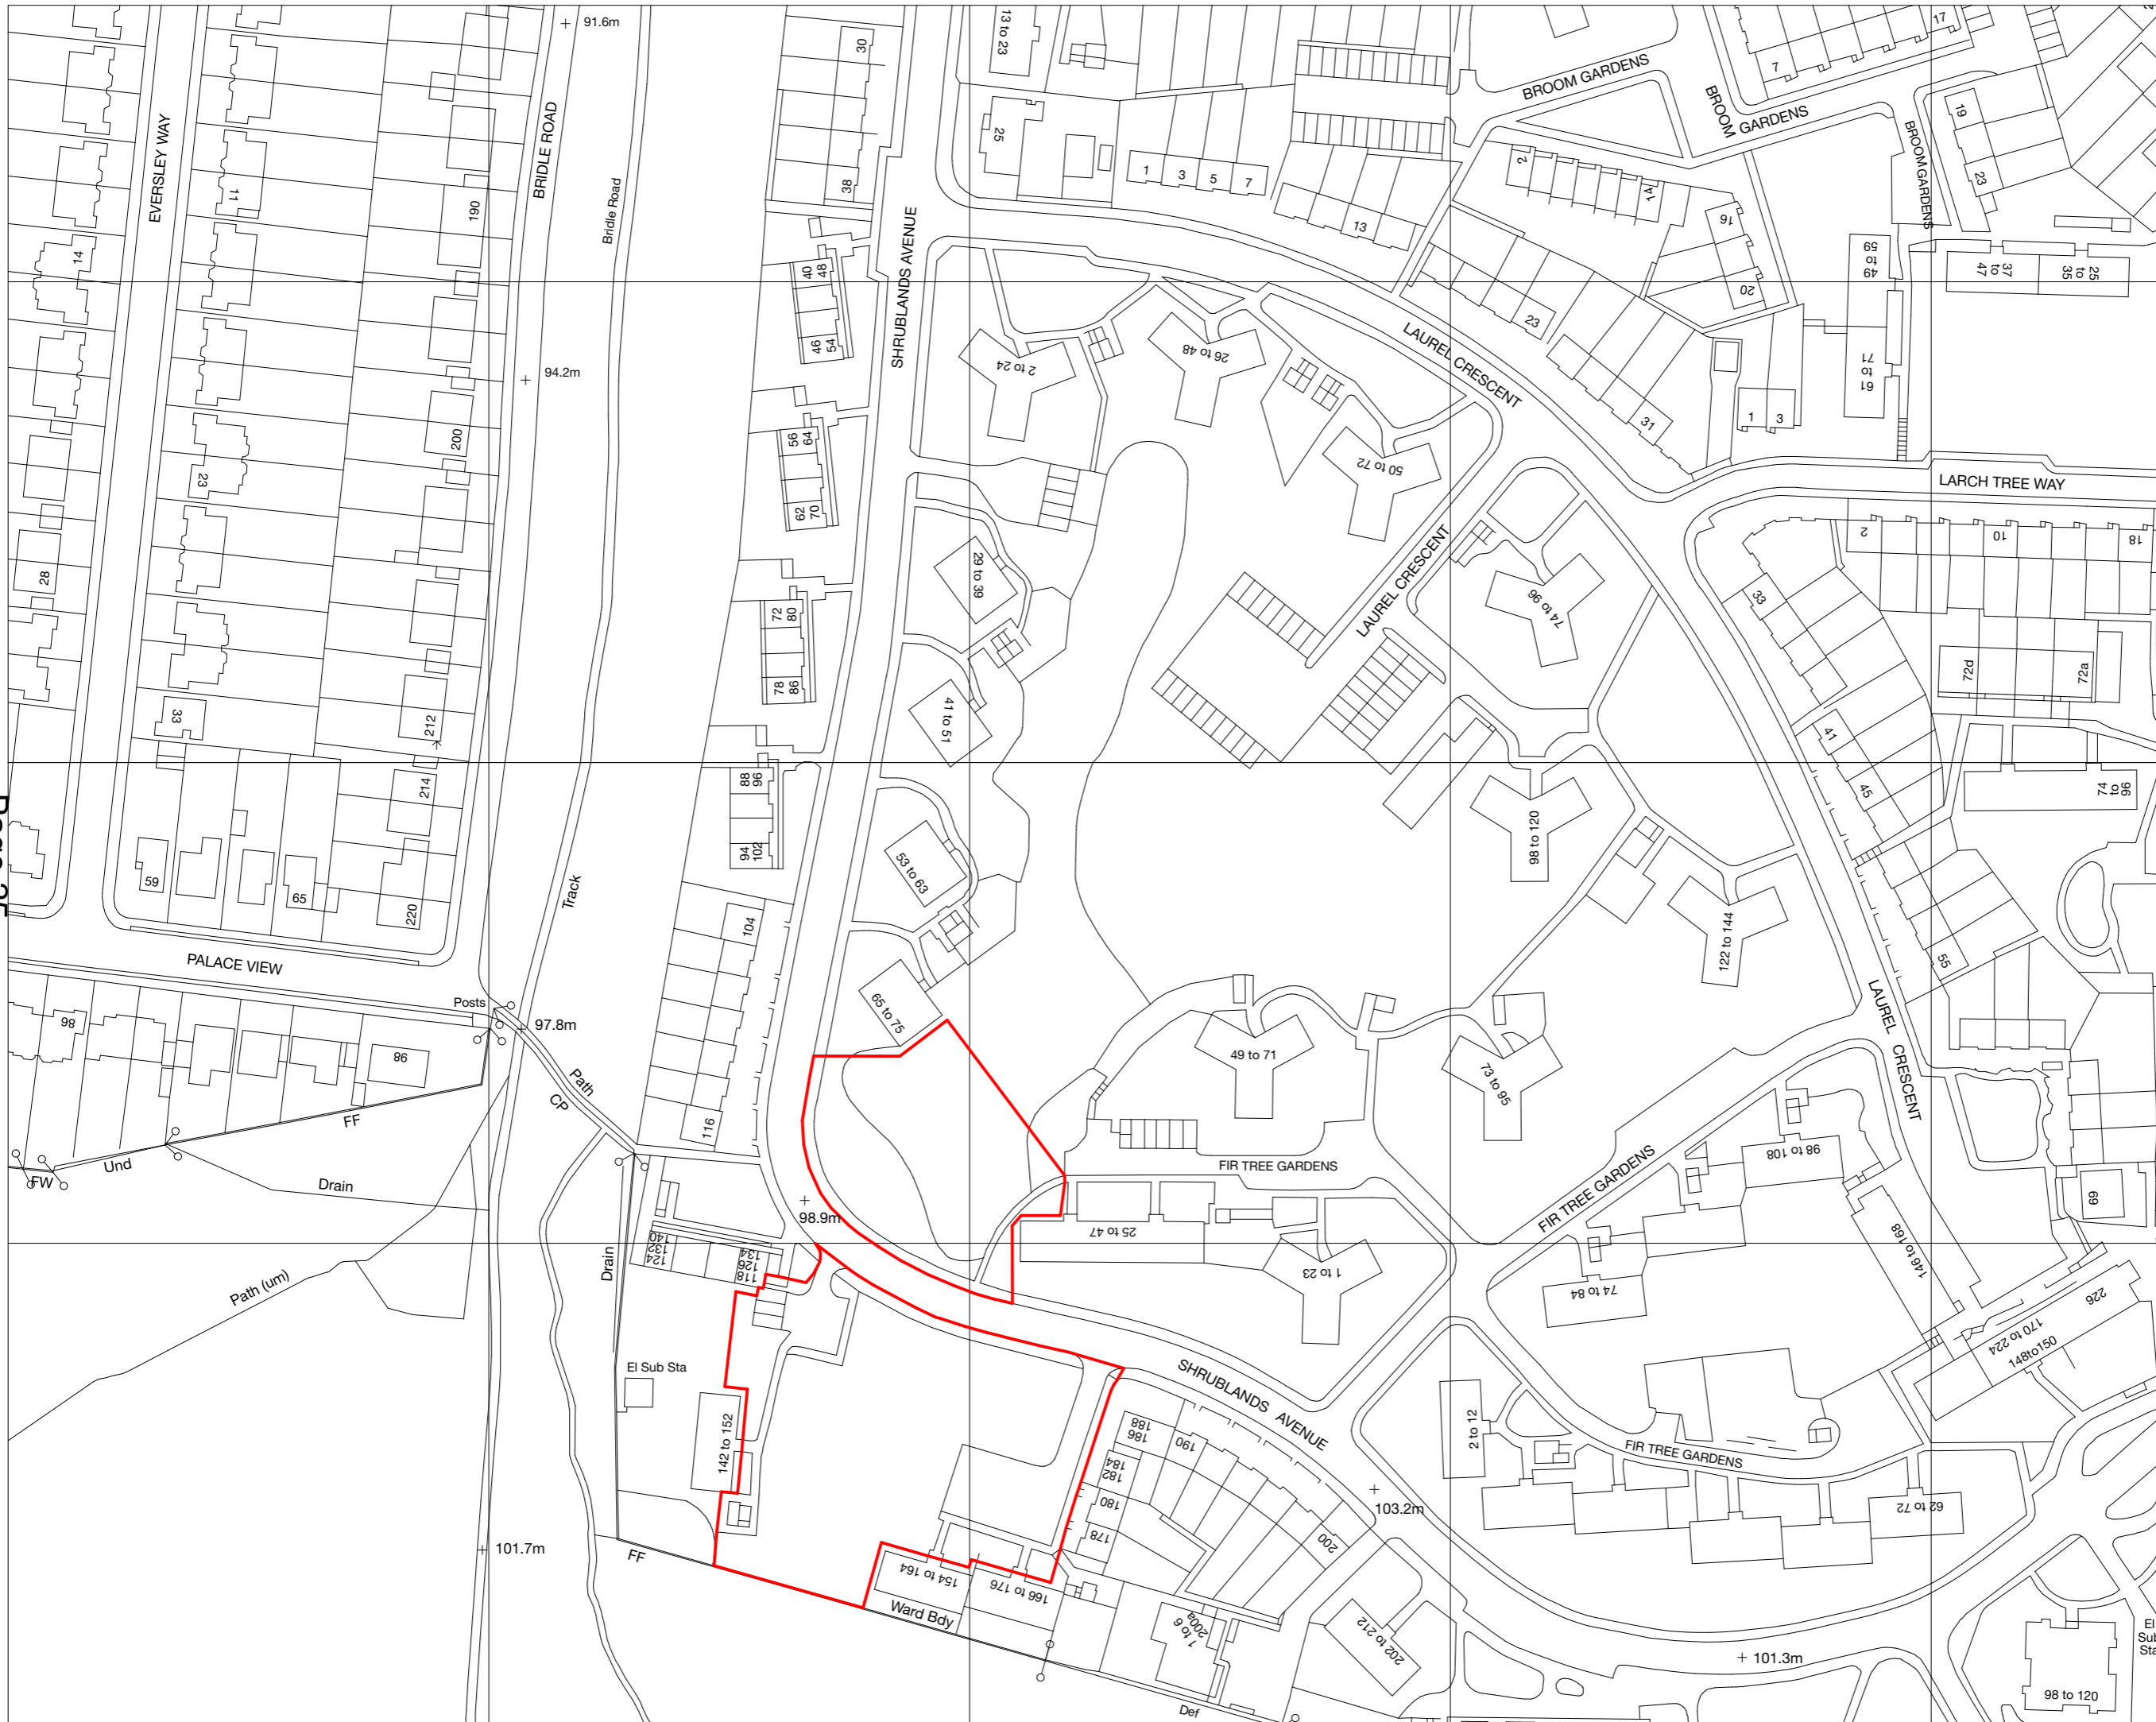 91.6m
30
13 to 23
17
7
BROOM GARDENS
BROOM
GARDENS
BROOM GARDENS
EVERSLEY WAY
BRIDLE ROAD
Bridle Road
25
1
3
5
7
2
14
19
23
11
190
38
13
16
14
SHRUBLANDS AVENUE
40
48
46
54
49
to
59
37
to
47
25
to
35
20
23
94.2m
2 to 24
26 to 48
LAUREL CRESCENT
61
to
71
1
3
31
200
56
64
62
70
23
50 to 72
LARCH TREE WAY
2
10
18
28
29 to 39
LAUREL CRESCENT
74 to 96
33
72
80
78
86
72d
72a
33
212
41 to 51
41
214
88
96
94
102
45
74
to
96
98 to 120
59
65
220
53 to 63
Track
104
122 to 144
55
PALACE VIEW
Posts
65 to 75
LAUREL
CRESCENT
86
98
97.8m
49 to 71
73 to 95
Path
CP
FF
116
FIR TREE GARDENS
FIR TREE GARDENS
98 to 108
Und
FW
Drain
98.9m
25 to 47
69
146 to 168
140
132
124
134
126
118
Drain
1 to 23
74 to 84
226
170 to 224
148to150
Path (um)
El Sub Sta
SHRUBLANDS
AVENUE
142 to 152
188
186
190
184
182
180
178
2 to 12
FIR TREE GARDENS
103.2m
62 to 72
200
101.7m
FF
154 to 164
166 to 176
Ward Bdy
1 to 6
200a
202 to 212
101.3m
El
Sub
Sta
98 to 120
Def